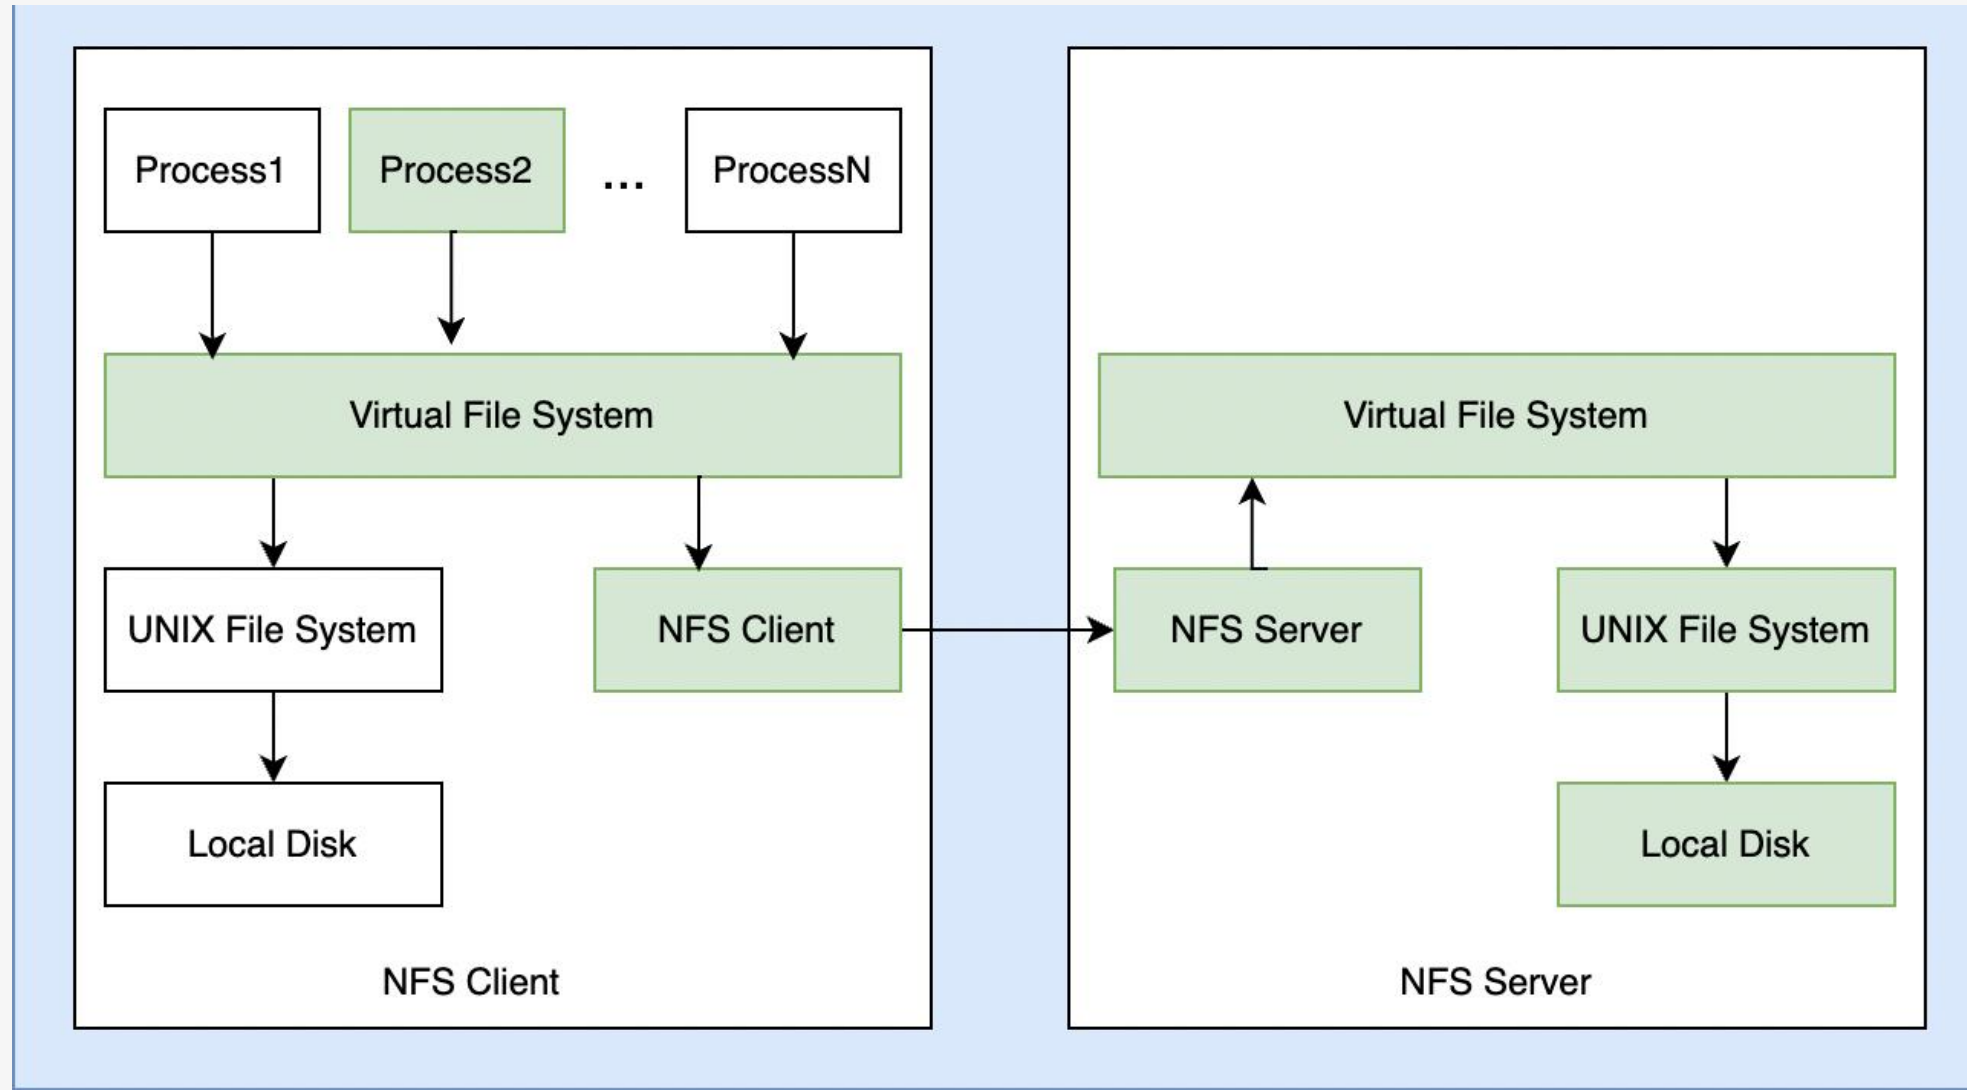 Process1
Process2
...
ProcessN
Virtual File System
UNIX File System
NFS Client
Local Disk
NFS Client
Virtual File System
NFS Server
UNIX File System
Local Disk
NFS Server